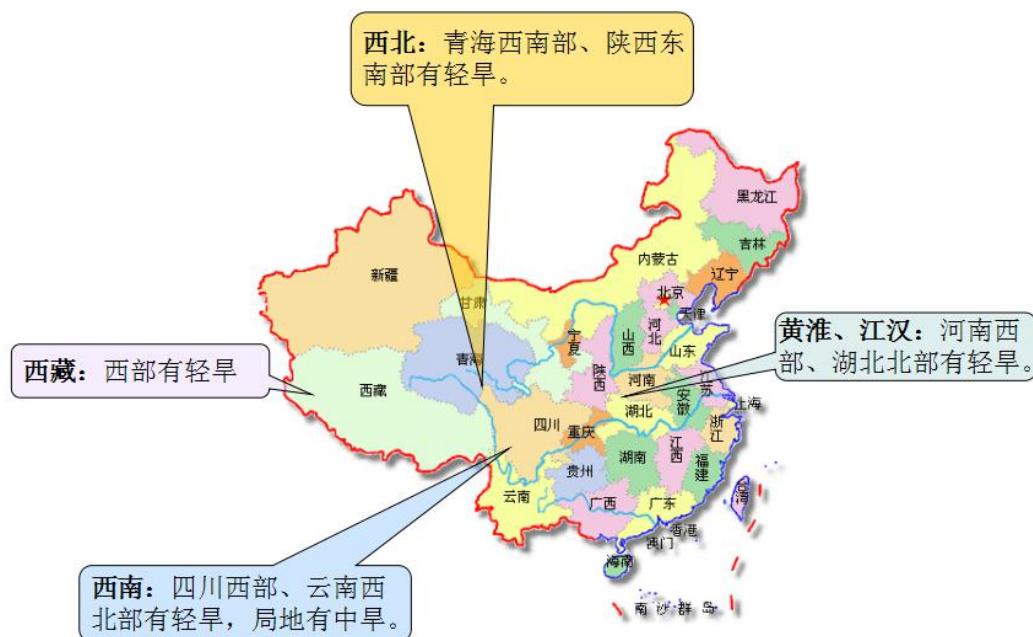 西北：青海西南部、陕西东
南部有轻旱。
黑龙江
吉林
辽宁
内蒙古
新疆
甘肃
北京
天津
河北
山西
宁夏
青海
山东
黄淮、江汉：河南西
部、湖北北部有轻旱。
西藏：西部有轻旱
西藏
陕西
河南
江苏
安徽
上海
湖北
四川
重庆
浙江
江西
湖南
贵州
福建
云南
广西
广东
台湾
香港
澳门
海南
南沙群岛
西南：四川西部、云南西
北部有轻旱，局地有中旱。